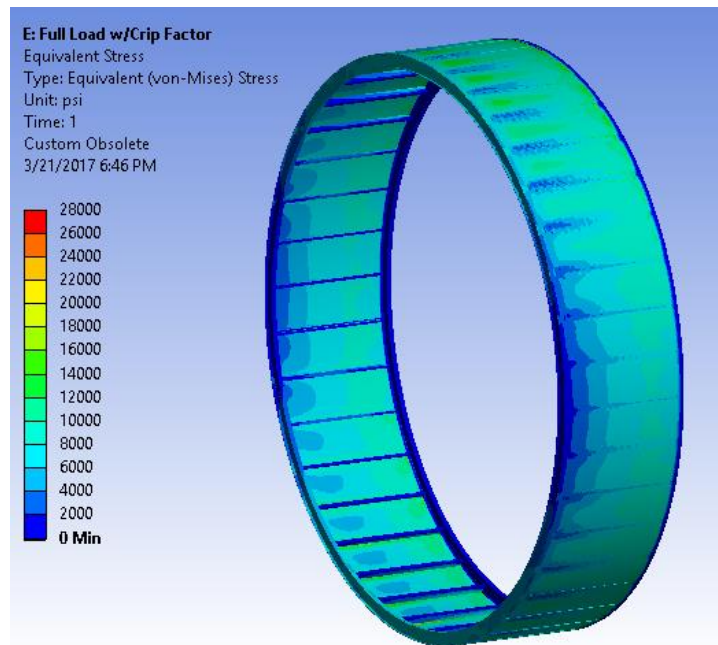 E: Full Load w/Crip Factor
Equivalent Stress
Type: Equivalent (von-Mises) Stress
Unit: psi
Time: 1
Custom Obsolete
3/21/2017 6:46 PM
28000
26000
24000
22000
20000
18000
16000
14000
12000
10000
8000
6000
4000
2000
0 Min